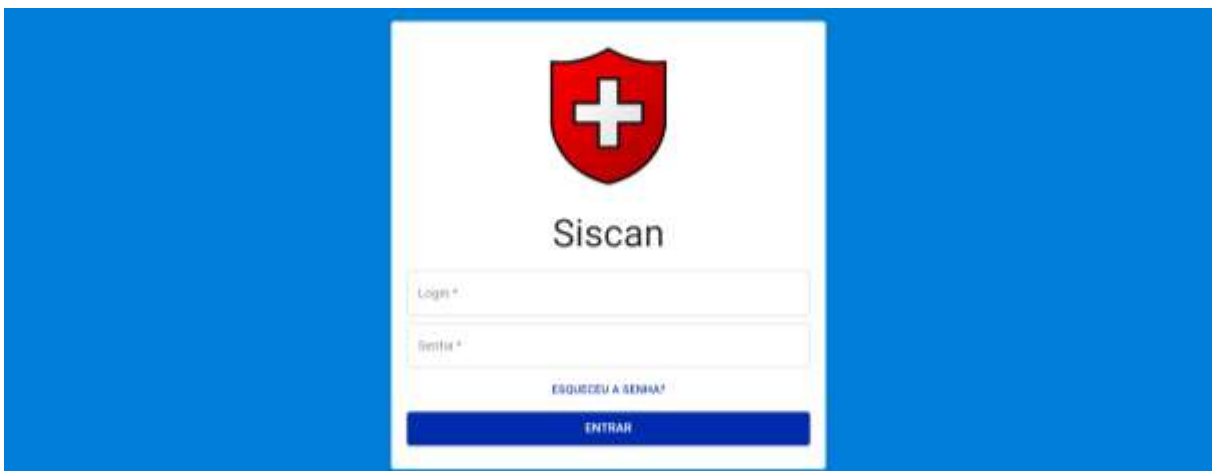 Siscan
Login *
Senha *
ESQUECEU A SENHA?
ENTRAR